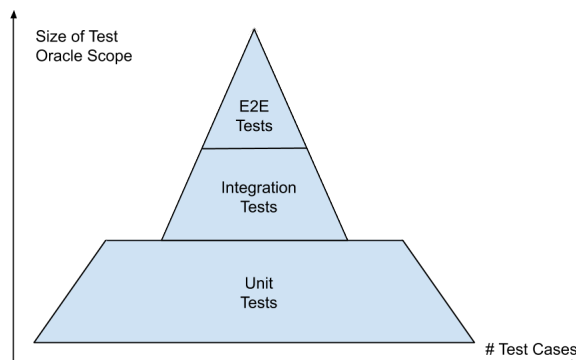 Size of Test
Oracle Scope
E2E
Tests
Integration
Tests
Unit
Tests
# Test Cases